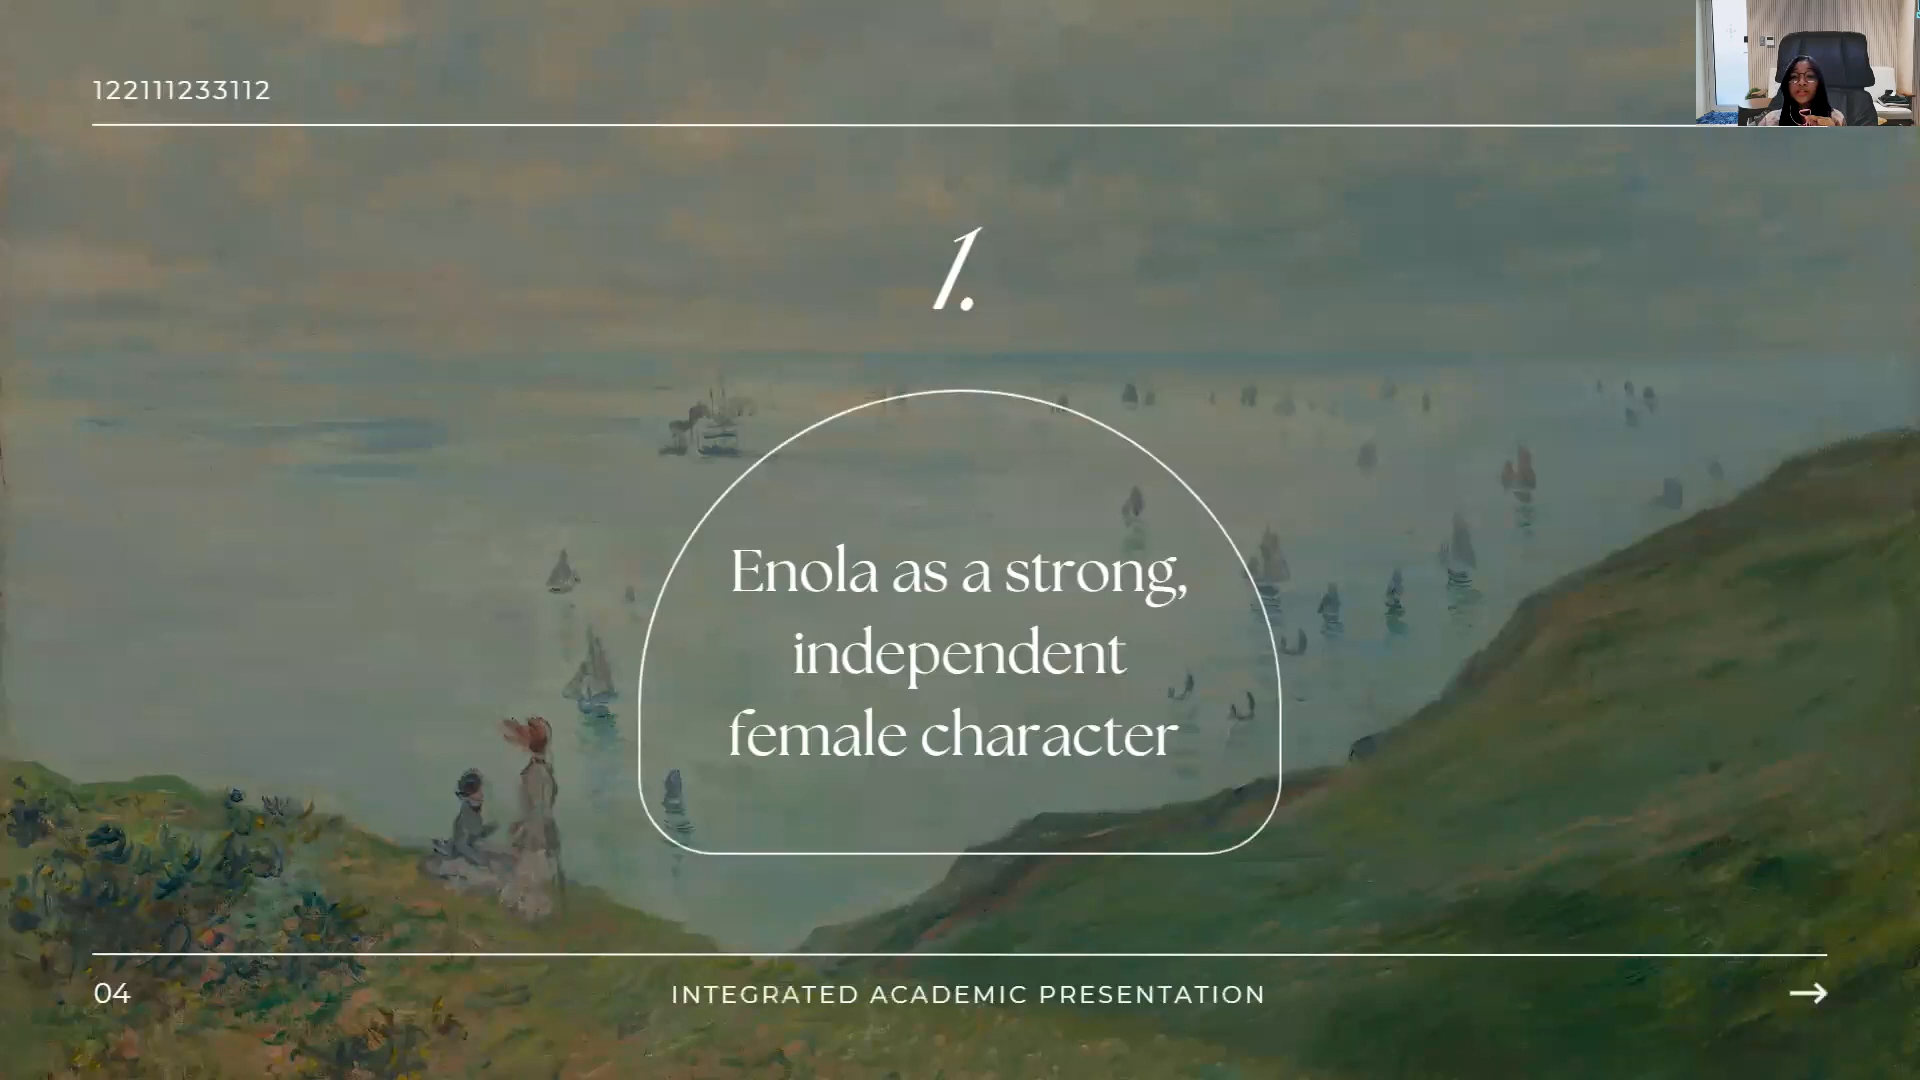 122111233112
1.
Enola as a strong,
independent
female character
04
INTEGRATED ACADEMIC PRESENTATION